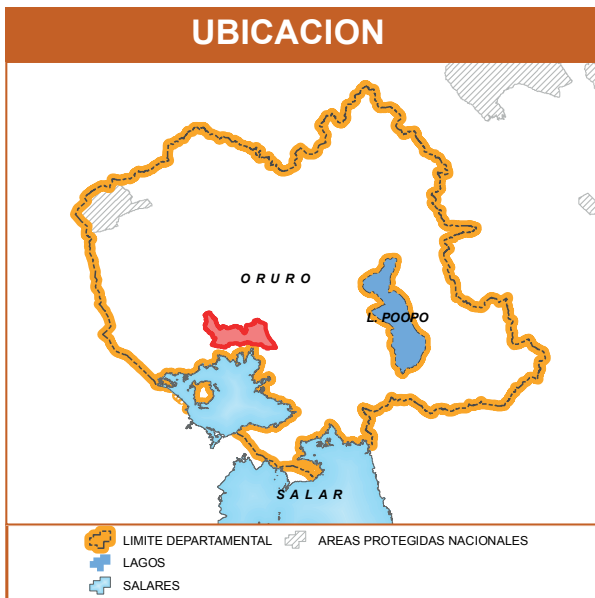 UBICACION
ORURO
L. POOPO
SALAR
LIMITE DEPARTAMENTAL
AREAS PROTEGIDAS NACIONALES
LAGOS
SALARES